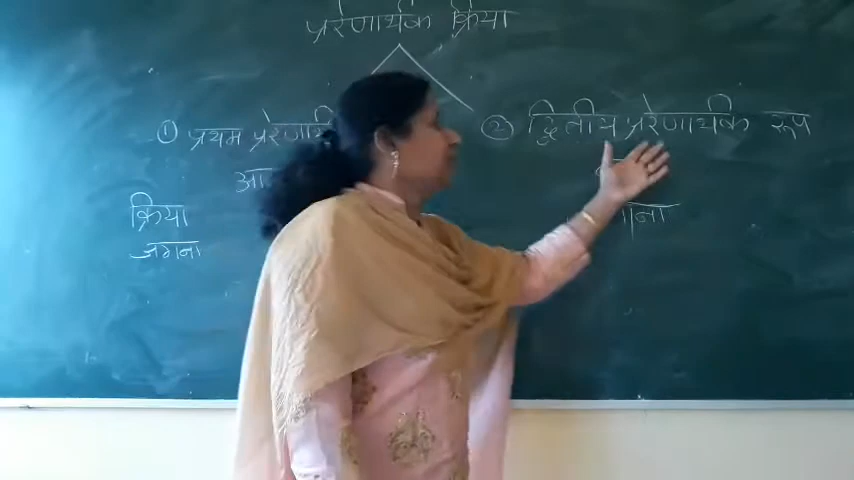 प्रेरणार्थक क्रिया
① प्रथम प्रेरणार्थ
② द्वितीय प्रेरणार्थक रूप
आ
क्रिया
जगना